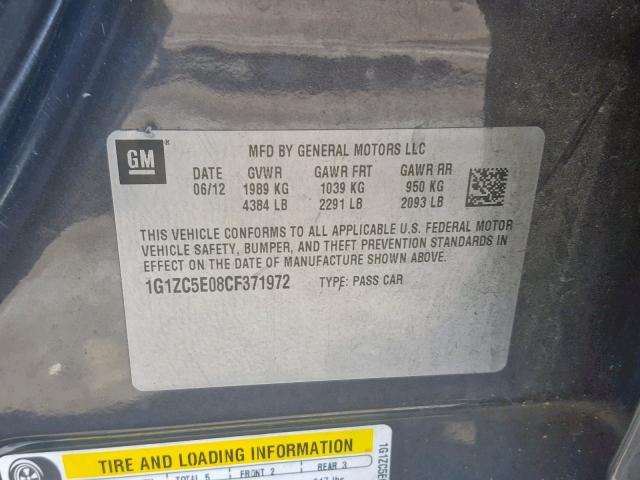 GM
MFD BY GENERAL MOTORS LLC
DATE GVWR GAWR FRT GAWR RR
06/12 1989 KG 1039 KG 950 KG
4384 LB 2291 LB 2093 LB
THIS VEHICLE CONFORMS TO ALL APPLICABLE U.S. FEDERAL MOTOR
VEHICLE SAFETY, BUMPER, AND THEFT PREVENTION STANDARDS IN
EFFECT ON THE DATE OF MANUFACTURE SHOWN ABOVE.
1G1ZC5E08CF371972 TYPE: PASS CAR
TIRE AND LOADING INFORMATION
TOTAL 5 FRONT 2 REAR 3
1G1ZC5E